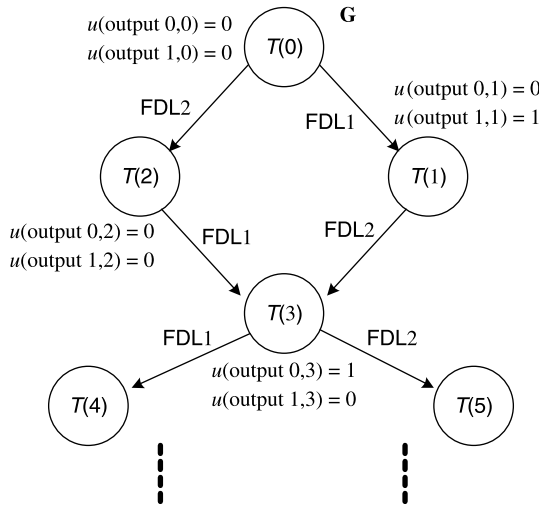 u(output 0,0) = 0
u(output 1,0) = 0
T(0)
G
u(output 0,1) = 0
u(output 1,1) = 1
FDL2
FDL1
T(2)
T(1)
u(output 0,2) = 0
u(output 1,2) = 0
FDL1
FDL2
T(3)
FDL1
FDL2
u(output 0,3) = 1
u(output 1,3) = 0
T(4)
T(5)